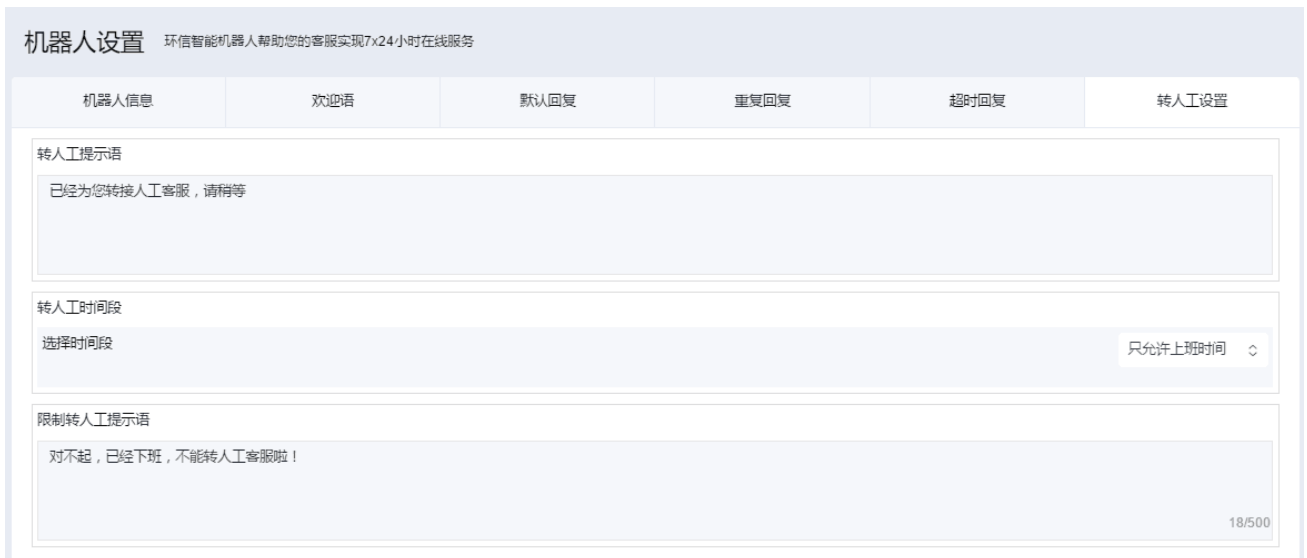 机器人设置 环信智能机器人帮助您的客服实现7x24小时在线服务
机器人信息 欢迎语 默认回复 重复回复 超时回复 转人工设置
转人工提示语
已经为您转接人工客服，请稍等
转人工时间段
选择时间段 只允许上班时间
限制转人工提示语
对不起，已经下班，不能转人工客服啦！
18/500